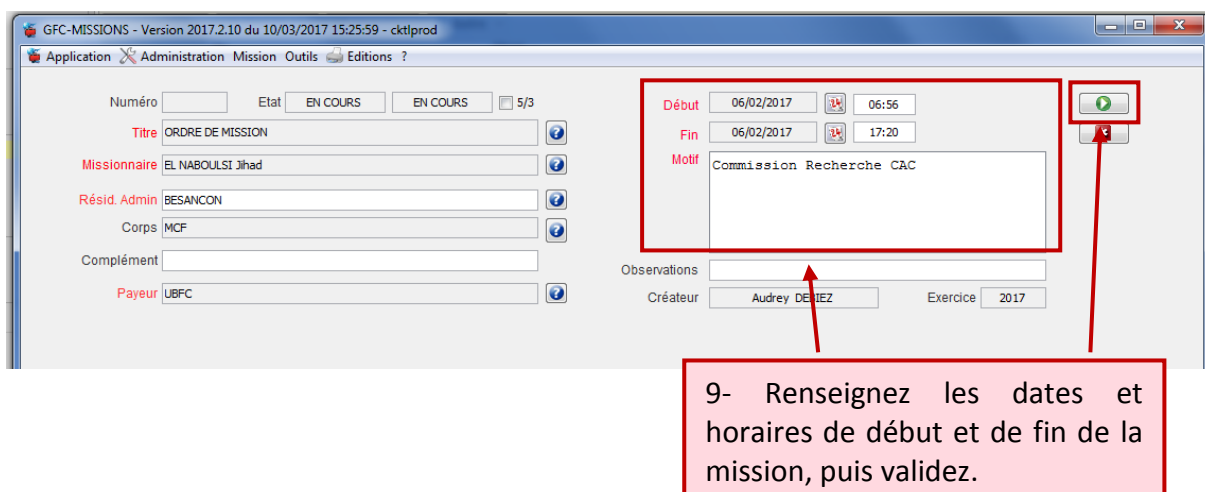 GFC-MISSIONS - Version 2017.2.10 du 10/03/2017 15:25:59 - cktlprod
Application Administration Mission Outils Editions ?
Numéro Etat EN COURS EN COURS 5/3
Titre ORDRE DE MISSION
Missionnaire EL NABOULSI Jihad
Résid. Admin BESANCON
Corps MCF
Complément
Payeur UBFC
Début 06/02/2017 06:56
Fin 06/02/2017 17:20
Motif Commission Recherche CAC
Observations
Créateur Audrey Exercice 2017
9- Renseignez les dates et
horaires de début et de fin de la
mission, puis validez.